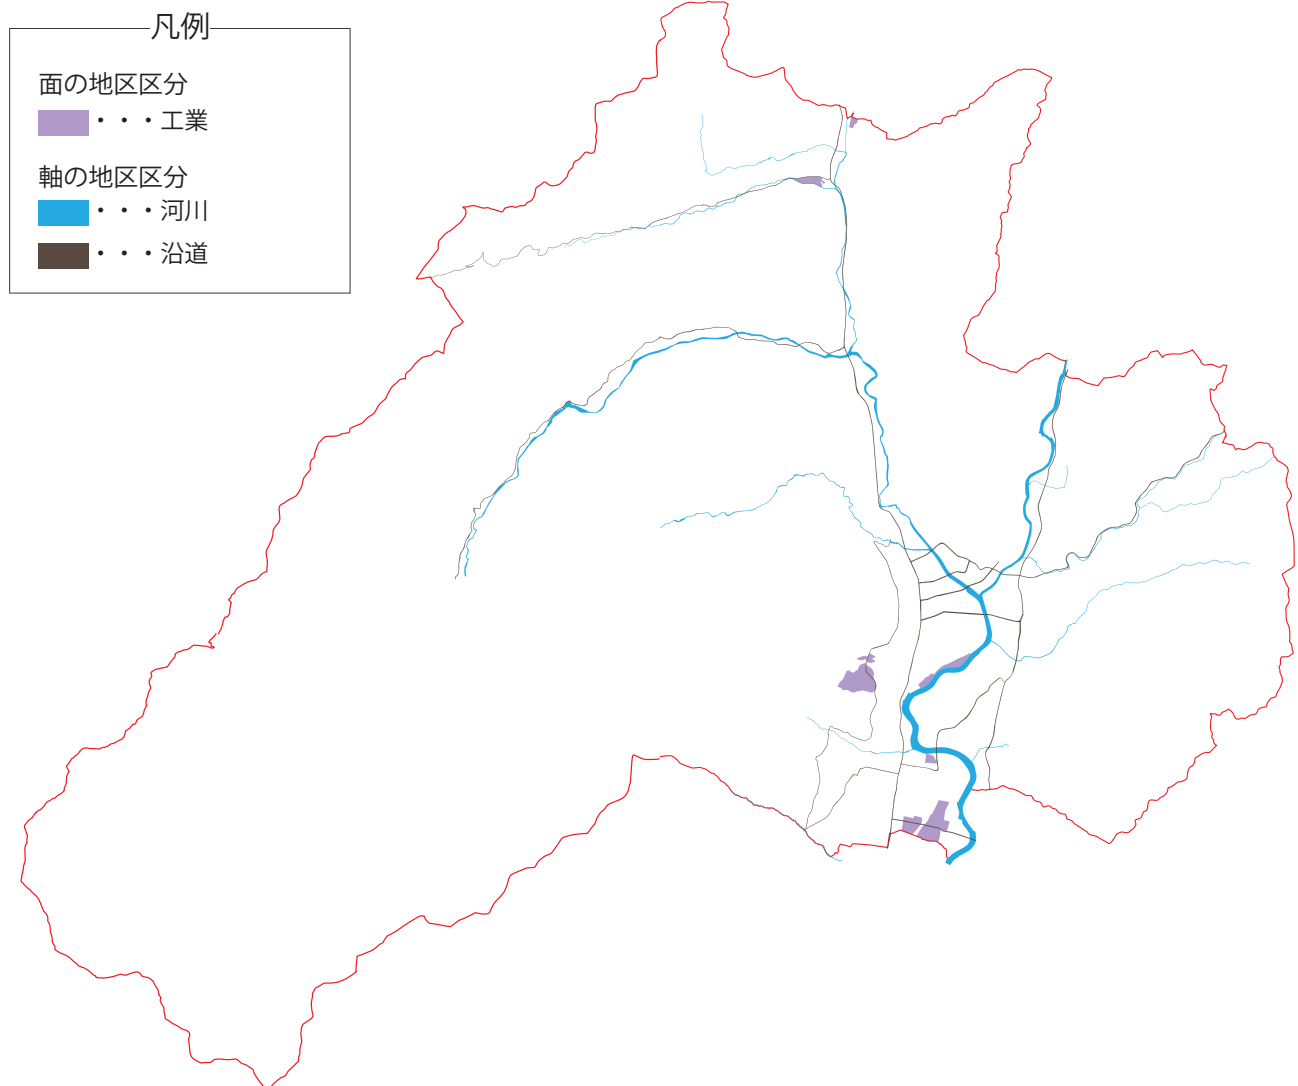 凡例
面の地区区分
・・・工業
軸の地区区分
・・・河川
・・・沿道